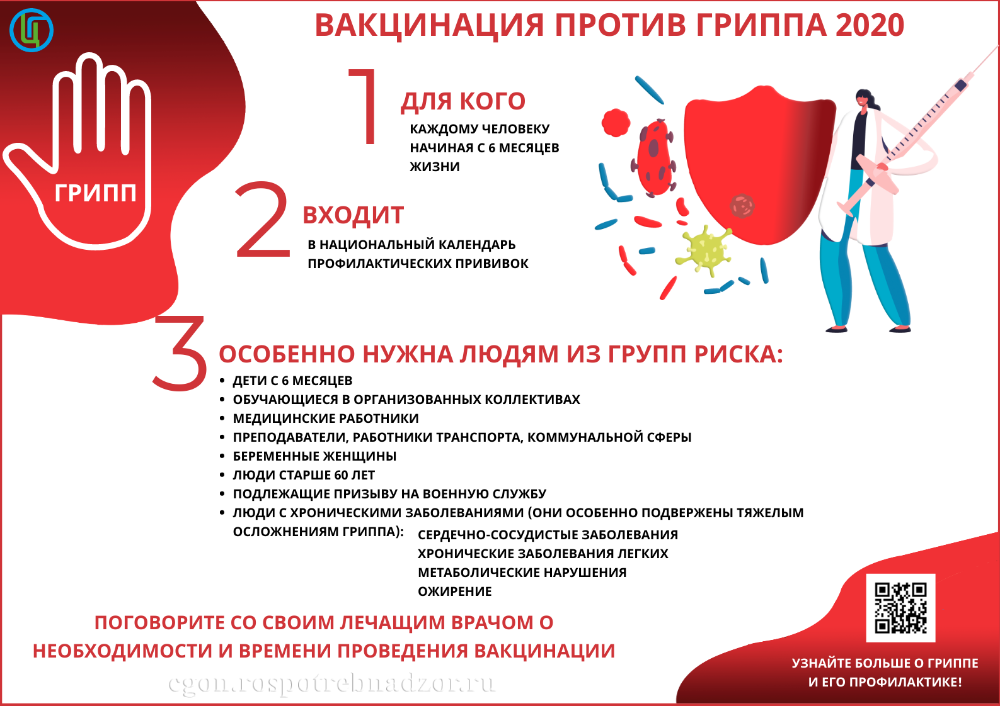 ВАКЦИНАЦИЯ ПРОТИВ ГРИППА 2020
ГРИПП
1
ДЛЯ КОГО
КАЖДОМУ ЧЕЛОВЕКУ
НАЧИНАЯ С 6 МЕСЯЦЕВ
ЖИЗНИ
2
ВХОДИТ
В НАЦИОНАЛЬНЫЙ КАЛЕНДАРЬ
ПРОФИЛАКТИЧЕСКИХ ПРИВИВОК
3
ОСОБЕННО НУЖНА ЛЮДЯМ ИЗ ГРУПП РИСКА:
• ДЕТИ С 6 МЕСЯЦЕВ
• ОБУЧАЮЩИЕСЯ В ОРГАНИЗОВАННЫХ КОЛЛЕКТИВАХ
• МЕДИЦИНСКИЕ РАБОТНИКИ
• ПРЕПОДАВАТЕЛИ, РАБОТНИКИ ТРАНСПОРТА, КОММУНАЛЬНОЙ СФЕРЫ
• БЕРЕМЕННЫЕ ЖЕНЩИНЫ
• ЛЮДИ СТАРШЕ 60 ЛЕТ
• ПОДЛЕЖАЩИЕ ПРИЗЫВУ НА ВОЕННУЮ СЛУЖБУ
• ЛЮДИ С ХРОНИЧЕСКИМИ ЗАБОЛЕВАНИЯМИ (ОНИ ОСОБЕННО ПОДВЕРЖЕНЫ ТЯЖЕЛЫМ
ОСЛОЖНЕНИЯМ ГРИППА):
СЕРДЕЧНО-СОСУДИСТЫЕ ЗАБОЛЕВАНИЯ
ХРОНИЧЕСКИЕ ЗАБОЛЕВАНИЯ ЛЕГКИХ
МЕТАБОЛИЧЕСКИЕ НАРУШЕНИЯ
ОЖИРЕНИЕ
ПОГОВОРИТЕ СО СВОИМ ЛЕЧАЩИМ ВРАЧОМ О
НЕОБХОДИМОСТИ И ВРЕМЕНИ ПРОВЕДЕНИЯ ВАКЦИНАЦИИ
cgon.rospotrebnadzor.ru
УЗНАЙТЕ БОЛЬШЕ О ГРИППЕ
И ЕГО ПРОФИЛАКТИКЕ!